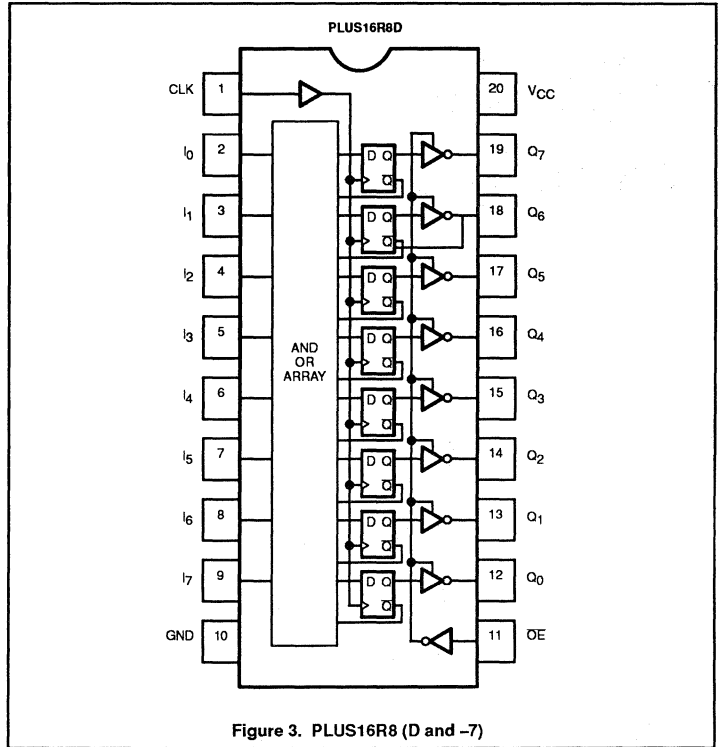 PLUS16R8D
CLK 1 20 VCC
I0 2 D Q Q̅ 19 Q7
I1 3 D Q Q̅ 18 Q6
I2 4 D Q Q̅ 17 Q5
I3 5 D Q Q̅ 16 Q4
AND
OR
ARRAY
I4 6 D Q Q̅ 15 Q3
I5 7 D Q Q̅ 14 Q2
I6 8 D Q Q̅ 13 Q1
I7 9 D Q Q̅ 12 Q0
GND 10 11 O̅E̅
Figure 3. PLUS16R8 (D and –7)